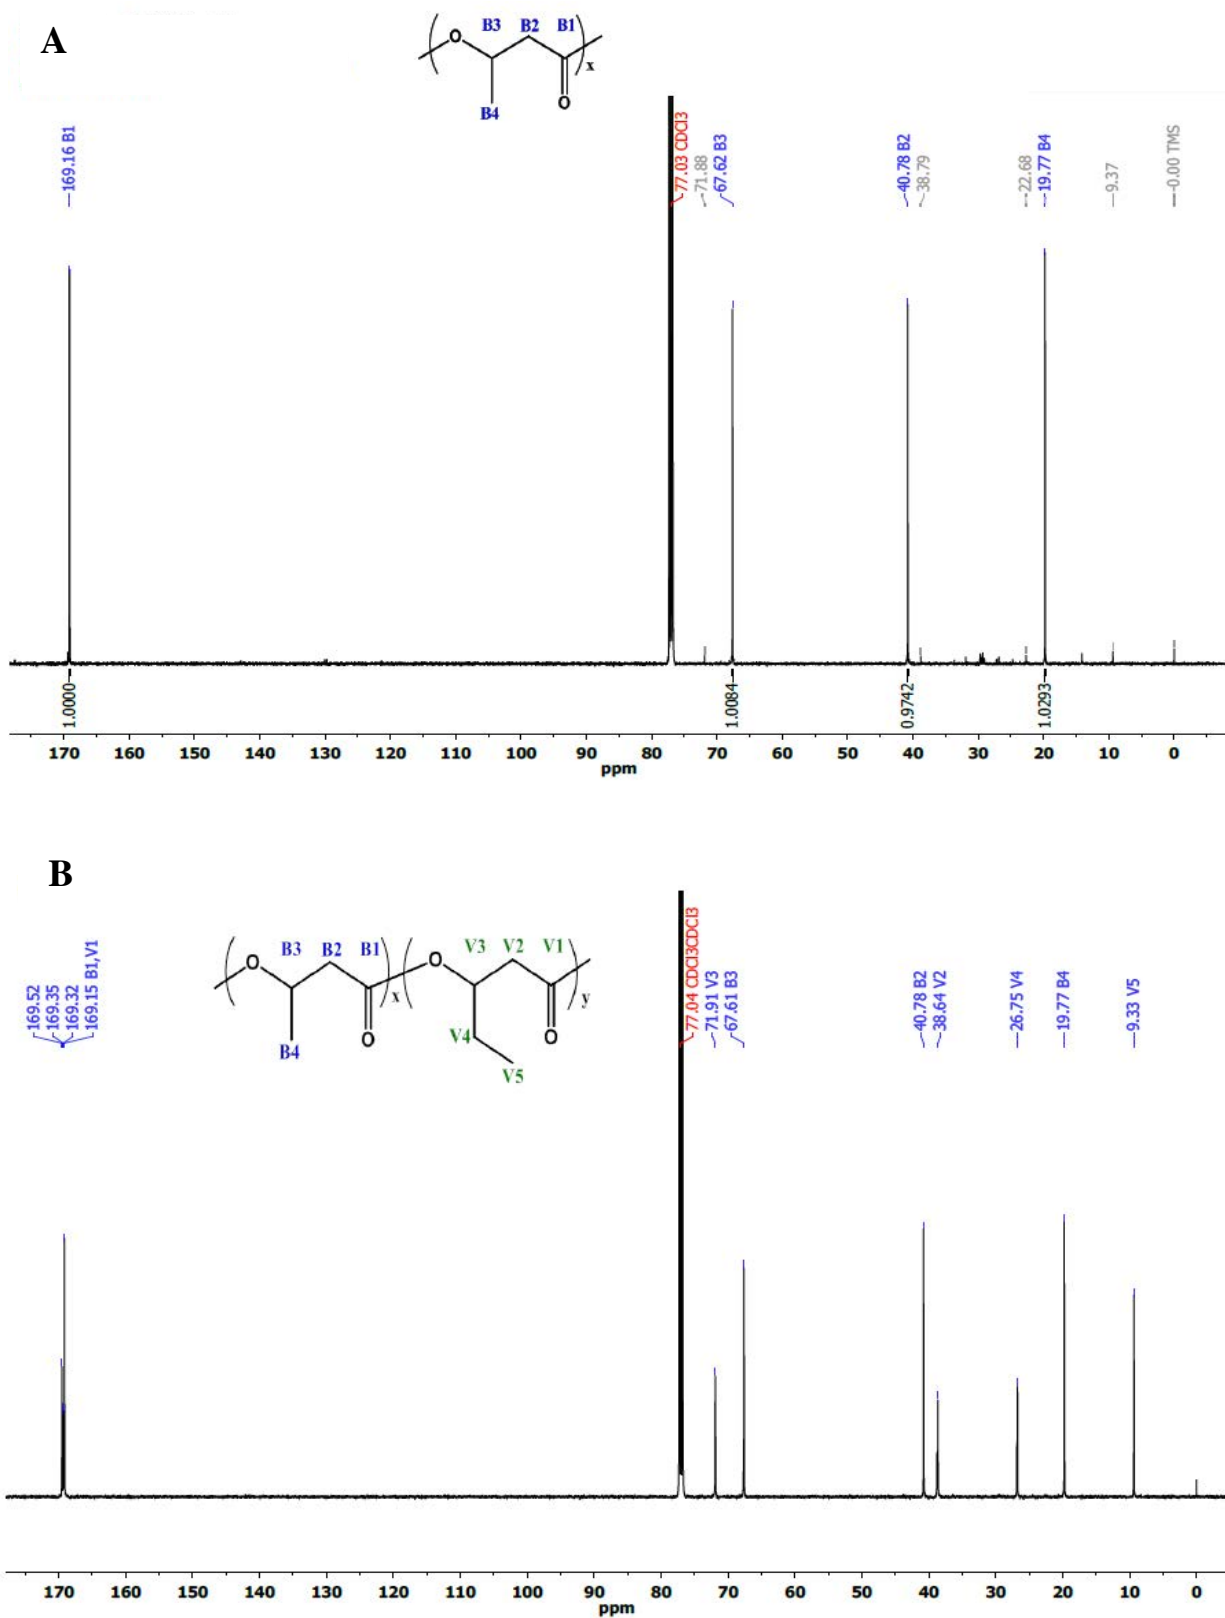 A
O
B3
B2
B1
x
B4
O
169.16 B1
77.03 CDCl3
71.88
67.62 B3
40.78 B2
38.79
22.68
19.77 B4
9.37
-0.00 TMS
1.0000
1.0084
0.9742
1.0293
170 160 150 140 130 120 110 100 90 80 70 60 50 40 30 20 10 0
ppm
B
O
B3
B2
B1
x
O
V3
V2
V1
y
B4
O
V4
O
V5
169.52
169.35
169.32
169.15 B1,V1
77.04 CDCl3CDCl3
71.91 V3
67.61 B3
40.78 B2
38.64 V2
26.75 V4
19.77 B4
9.33 V5
170 160 150 140 130 120 110 100 90 80 70 60 50 40 30 20 10 0
ppm